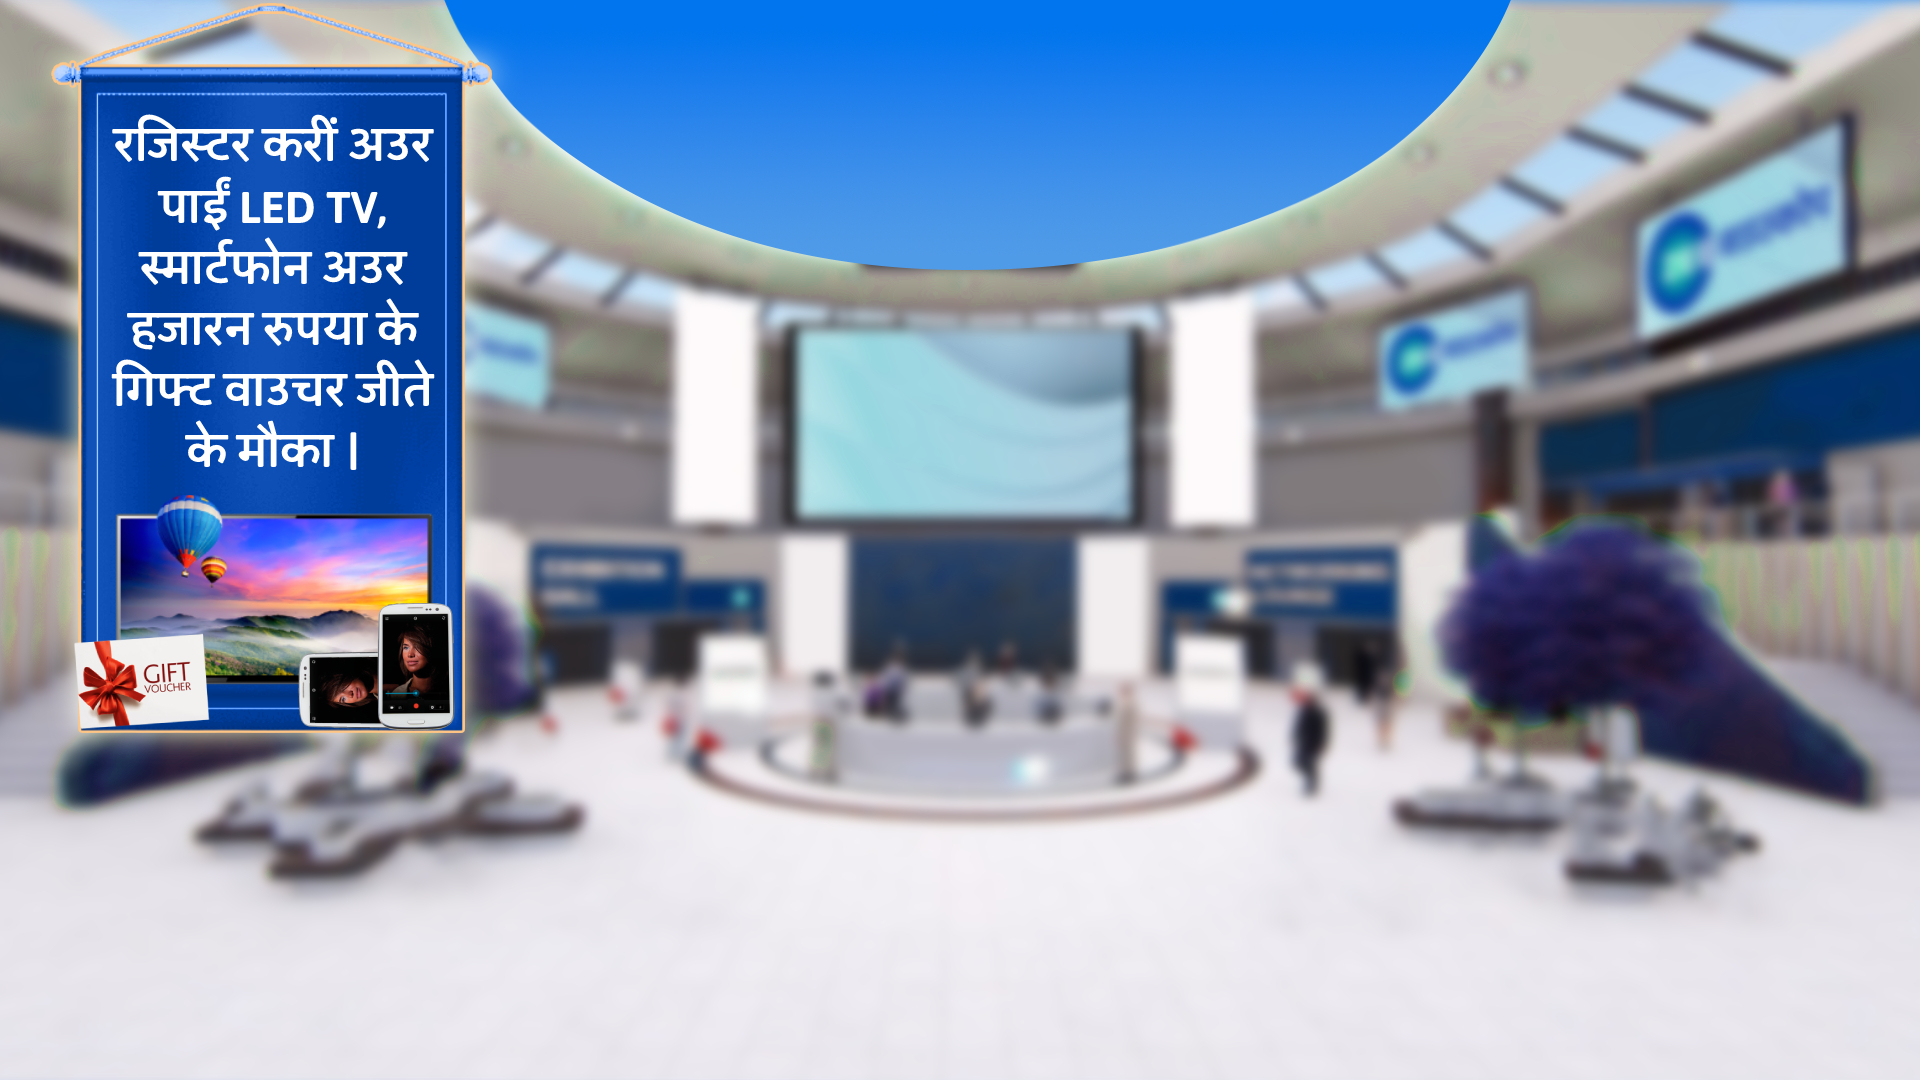 रजिस्टर करीं अउर
पाईं LED TV,
स्मार्टफोन अउर
हजारन रुपया के
गिफ्ट वाउचर जीते
के मौका |
GIFT
VOUCHER